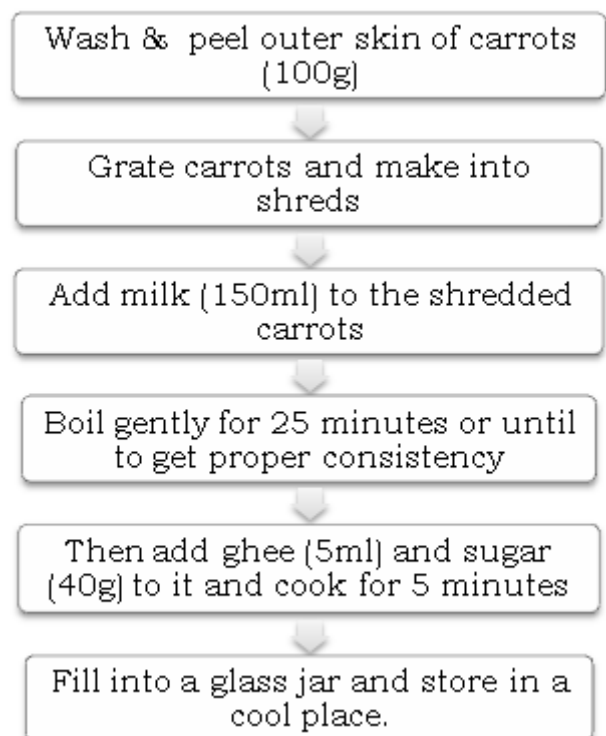 Wash & peel outer skin of carrots
(100g)
Grate carrots and make into
shreds
Add milk (150ml) to the shredded
carrots
Boil gently for 25 minutes or until
to get proper consistency
Then add ghee (5ml) and sugar
(40g) to it and cook for 5 minutes
Fill into a glass jar and store in a
cool place.